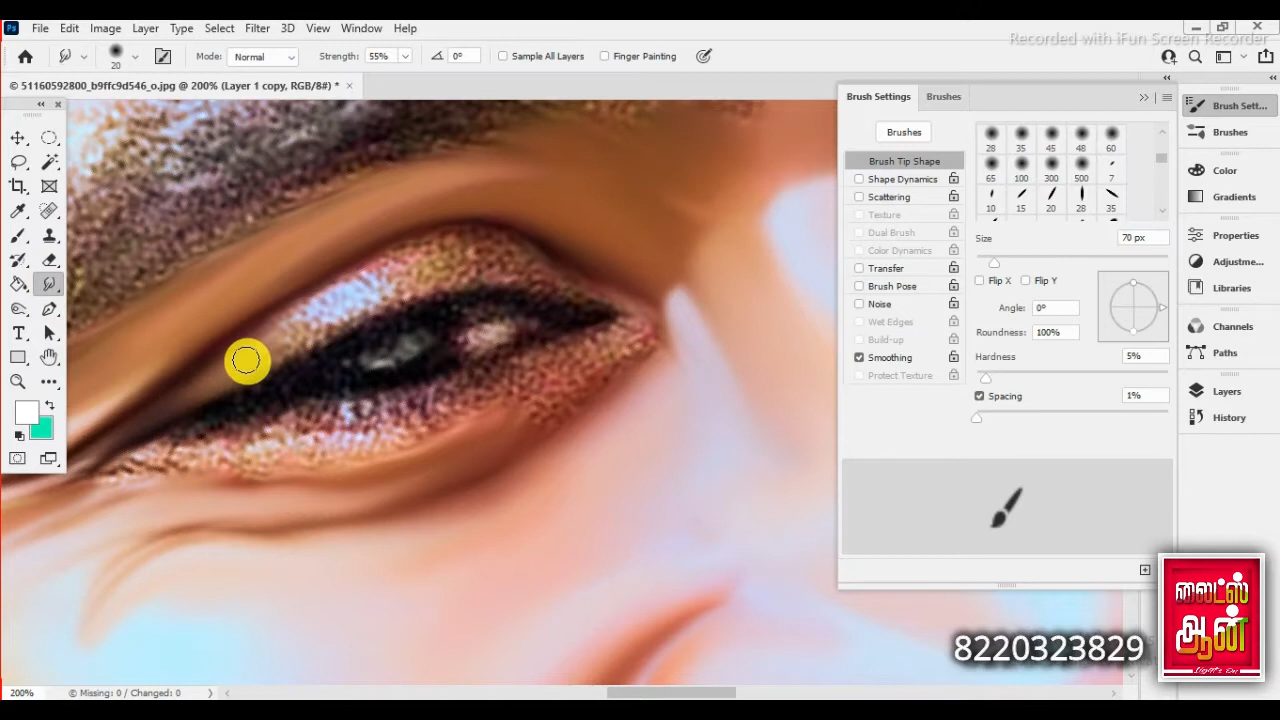 Ps File Edit Image Layer Type Select Filter 3D View Window Help
Recorded with iFun Screen Recorder
20 Mode: Normal Strength: 55% 0° Sample All Layers Finger Painting
© 51160592800_b9ffc9d546_o.jpg @ 200% (Layer 1 copy, RGB/8#) *
Brush Settings Brushes
Brushes
Brush Tip Shape
Shape Dynamics
Scattering
Texture
Dual Brush
Color Dynamics
Transfer
Brush Pose
Noise
Wet Edges
Build-up
Smoothing
Protect Texture
28 35 45 48 60
65 100 300 500 7
10 15 20 28 35
Size 70 px
Flip X Flip Y
Angle: 0°
Roundness: 100%
Hardness 5%
Spacing 1%
Brush Sett...
Brushes
Color
Gradients
Properties
Adjustme...
Libraries
Channels
Paths
Layers
History
லைட்ஸ்
ஆன்
Light's On
8220323829
200% © Missing: 0 / Changed: 0